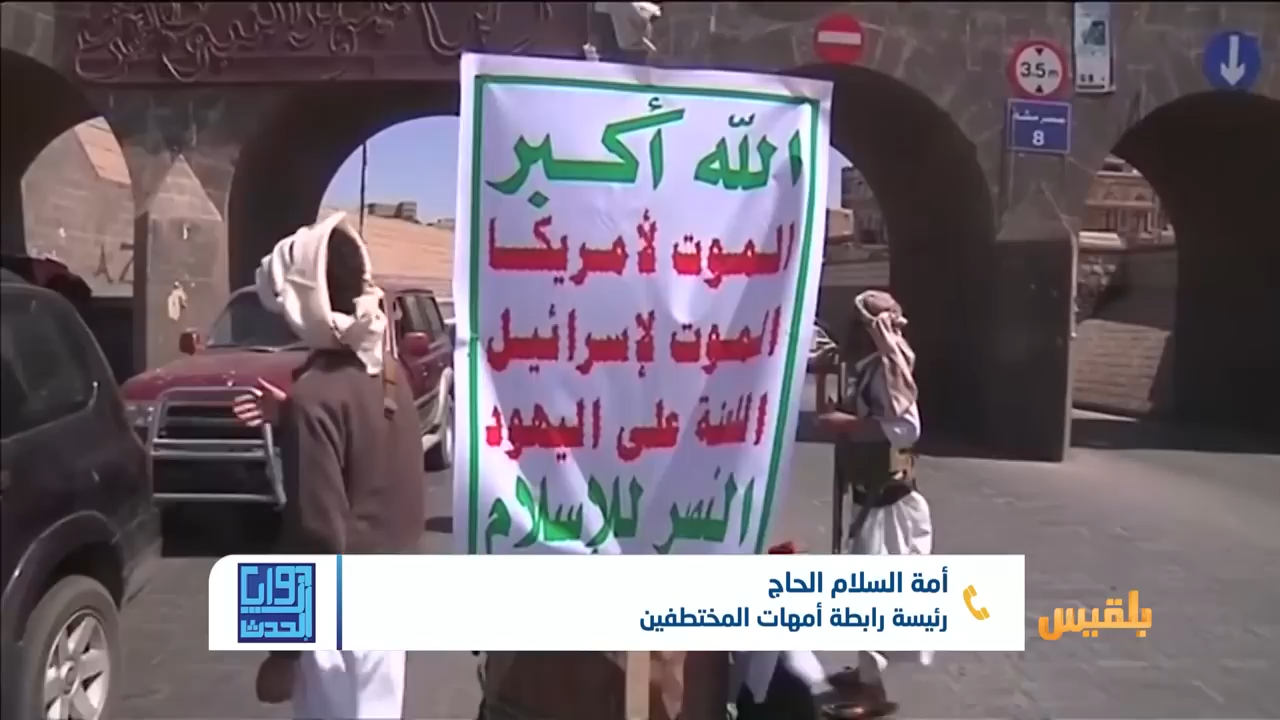 الله أكبر
الموت لأمريكا
الموت لإسرائيل
اللعنة على اليهود
النصر للإسلام
3.5 m
8
أمة السلام الحاج
رئيسة رابطة أمهات المختطفين
زوايا الحدث
بلقيس